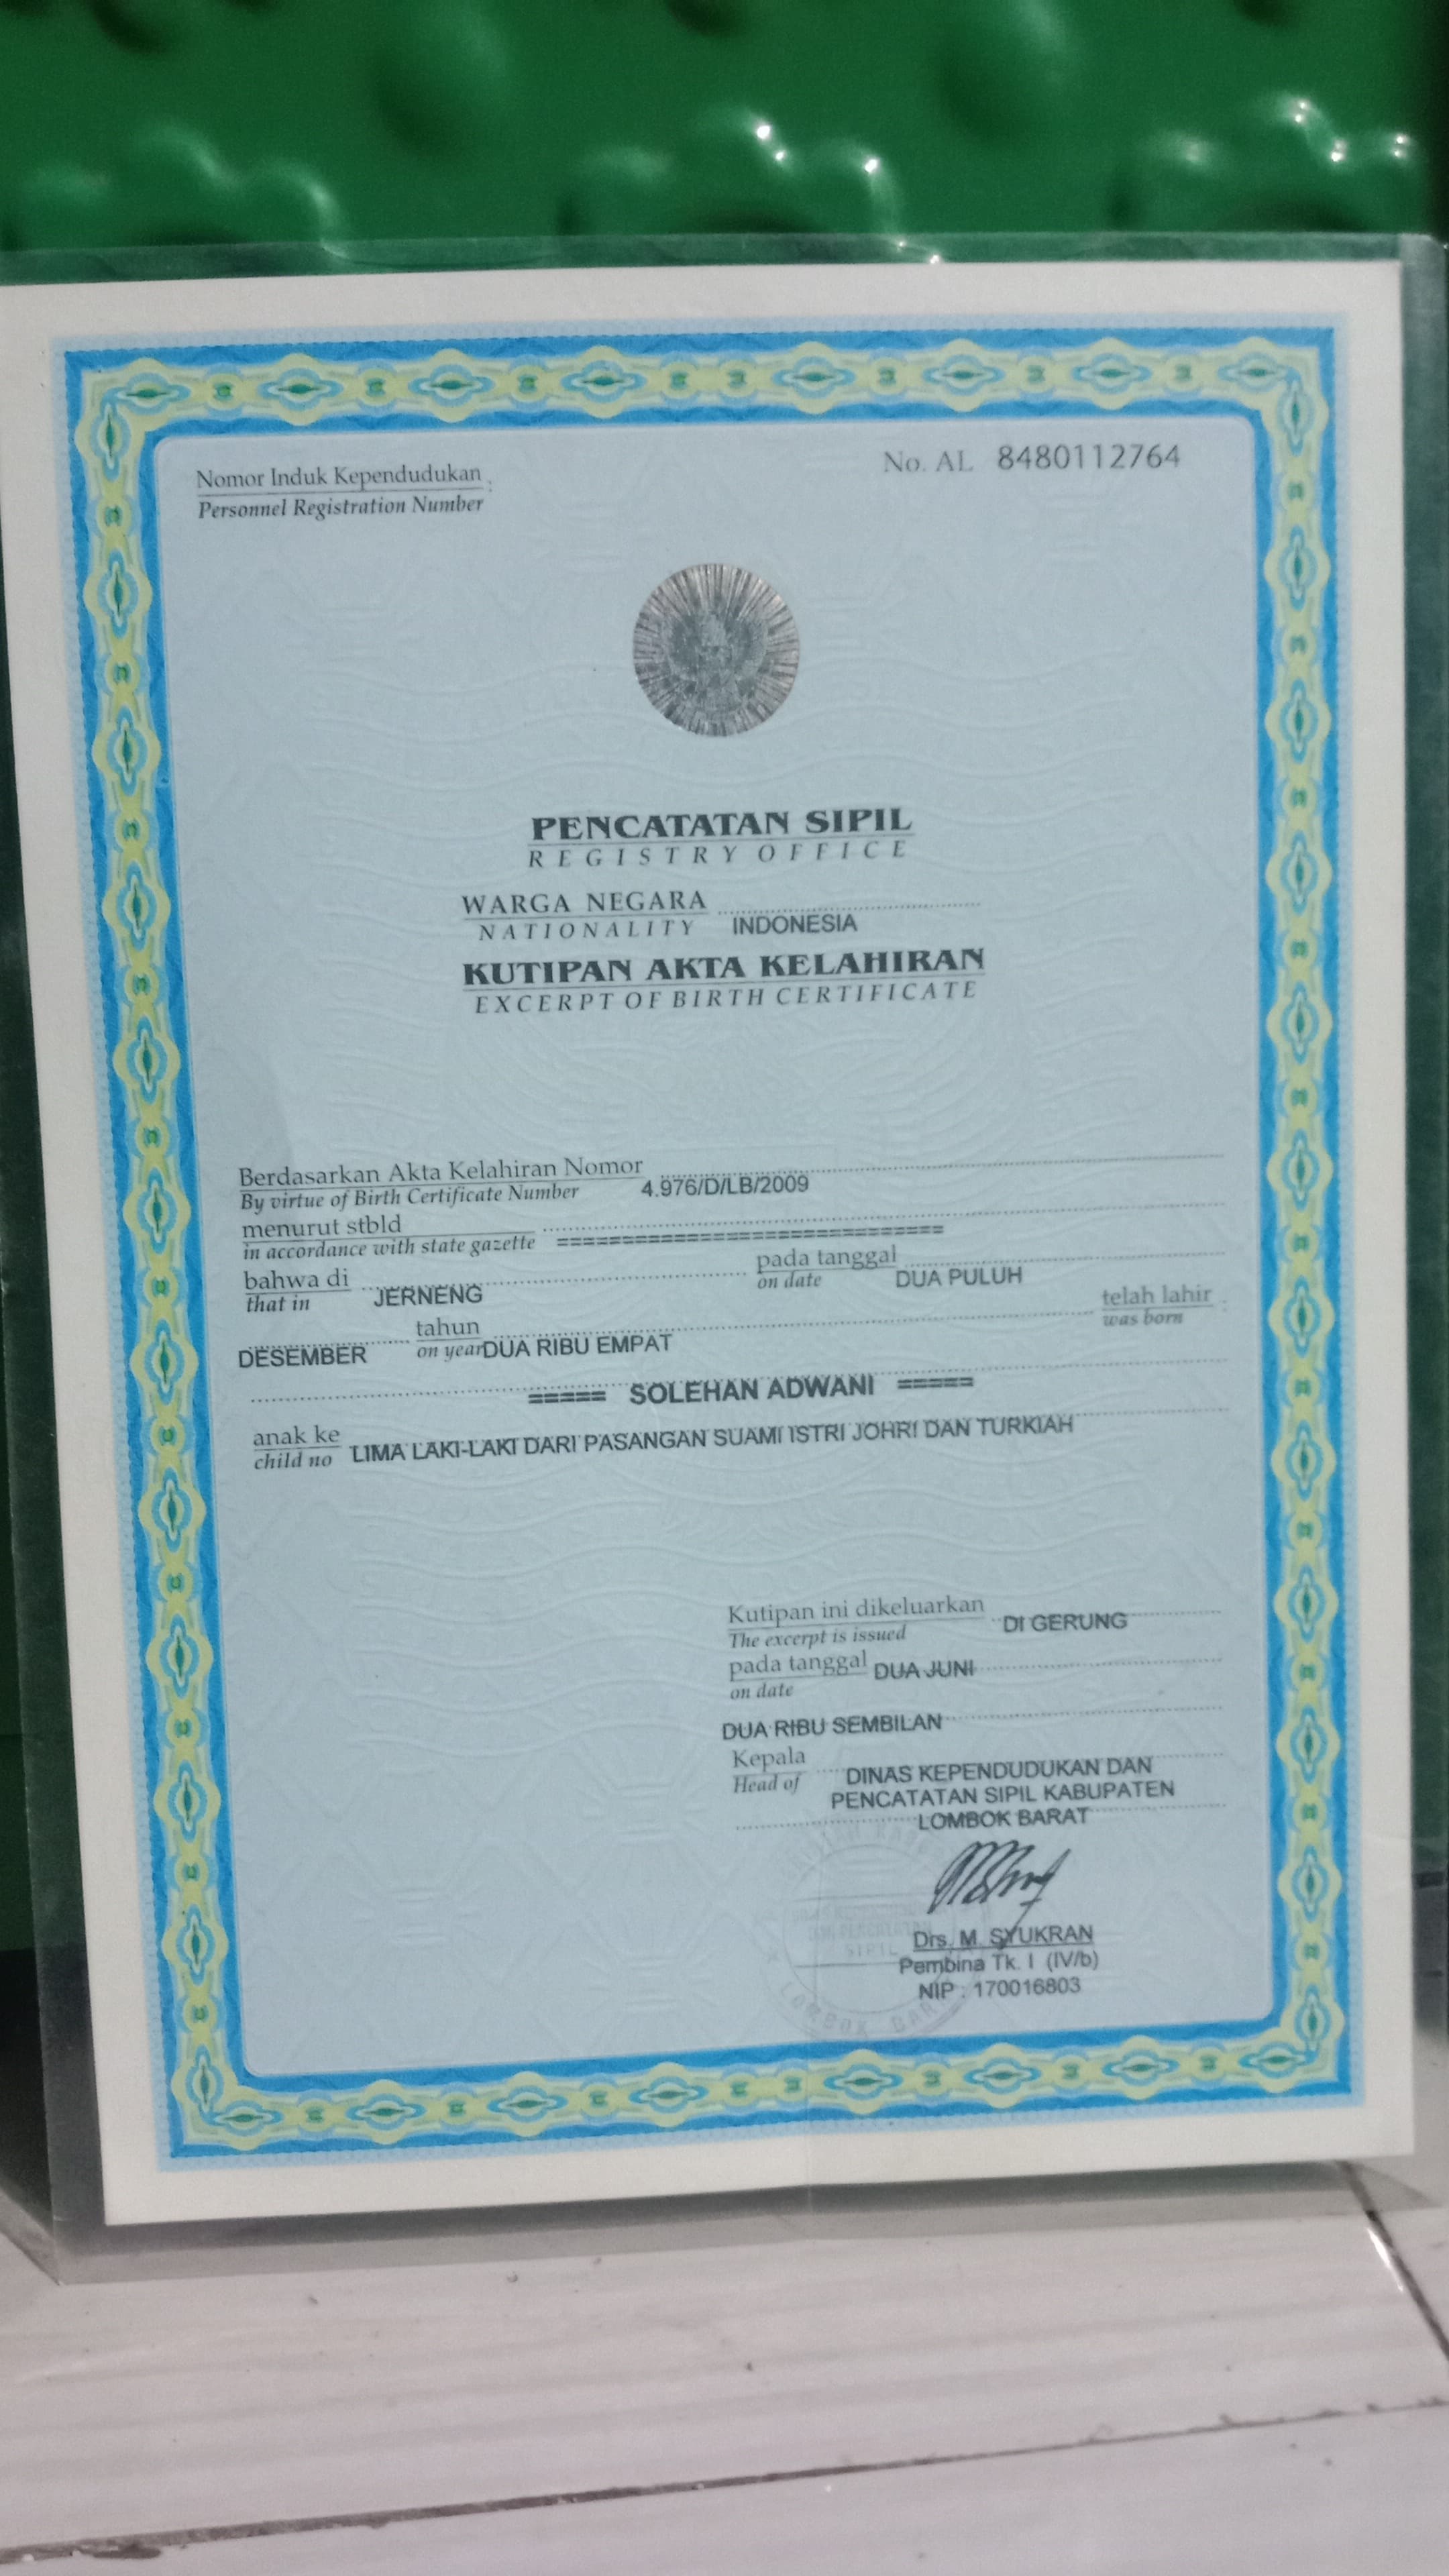 No. AL 8480112764
Nomor Induk Kependudukan :
Personnel Registration Number
PENCATATAN SIPIL
REGISTRY OFFICE
WARGA NEGARA
NATIONALITY INDONESIA
KUTIPAN AKTA KELAHIRAN
EXCERPT OF BIRTH CERTIFICATE
Berdasarkan Akta Kelahiran Nomor
By virtue of Birth Certificate Number 4.976/D/LB/2009
menurut stbld
in accordance with state gazette ==============================
bahwa di JERNENG pada tanggal DUA PULUH
that in on date
telah lahir
was born
DESEMBER tahun DUA RIBU EMPAT
on year
===== SOLEHAN ADWANI =====
anak ke LIMA LAKI-LAKI DARI PASANGAN SUAMI ISTRI JOHRI DAN TURKIAH
child no
Kutipan ini dikeluarkan DI GERUNG
The excerpt is issued
pada tanggal DUA JUNI
on date
DUA RIBU SEMBILAN
Kepala DINAS KEPENDUDUKAN DAN
Head of PENCATATAN SIPIL KABUPATEN
LOMBOK BARAT
Drs. M. SYUKRAN
Pembina Tk. I (IV/b)
NIP : 170016803
SIPIL
LOMBOK BARAT